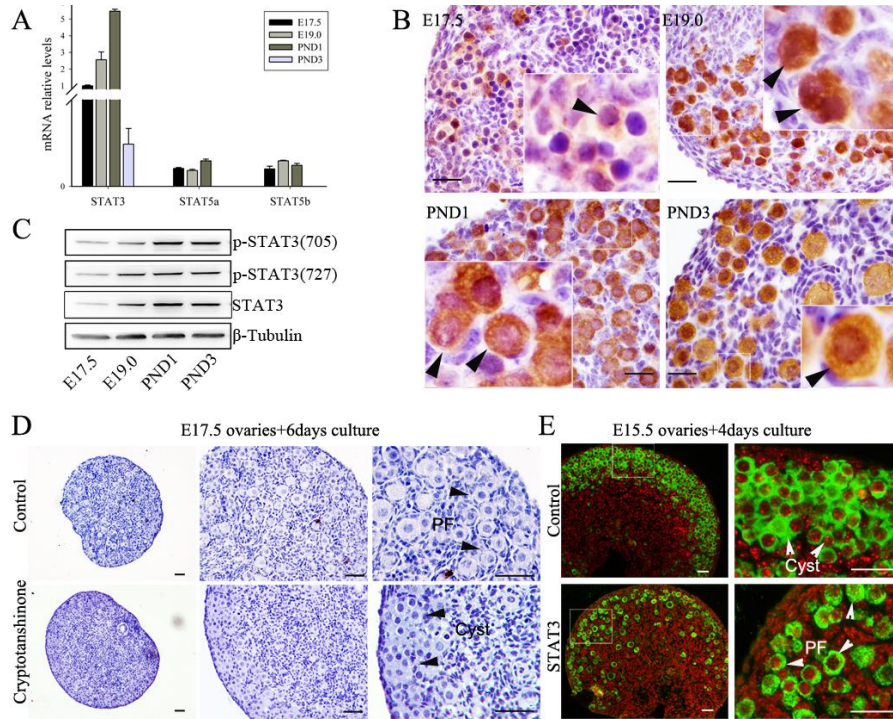 A
mRNA relative levels
5
4
3
2
1
0
E17.5
E19.0
PND1
PND3
STAT3
STAT5a
STAT5b
B
E17.5
E19.0
PND1
PND3
C
p-STAT3(705)
p-STAT3(727)
STAT3
β-Tubulin
E17.5
E19.0
PND1
PND3
D
E17.5 ovaries+6days culture
Control
PF
Cryptotanshinone
Cyst
E
E15.5 ovaries+4days culture
Control
Cyst
STAT3
PF